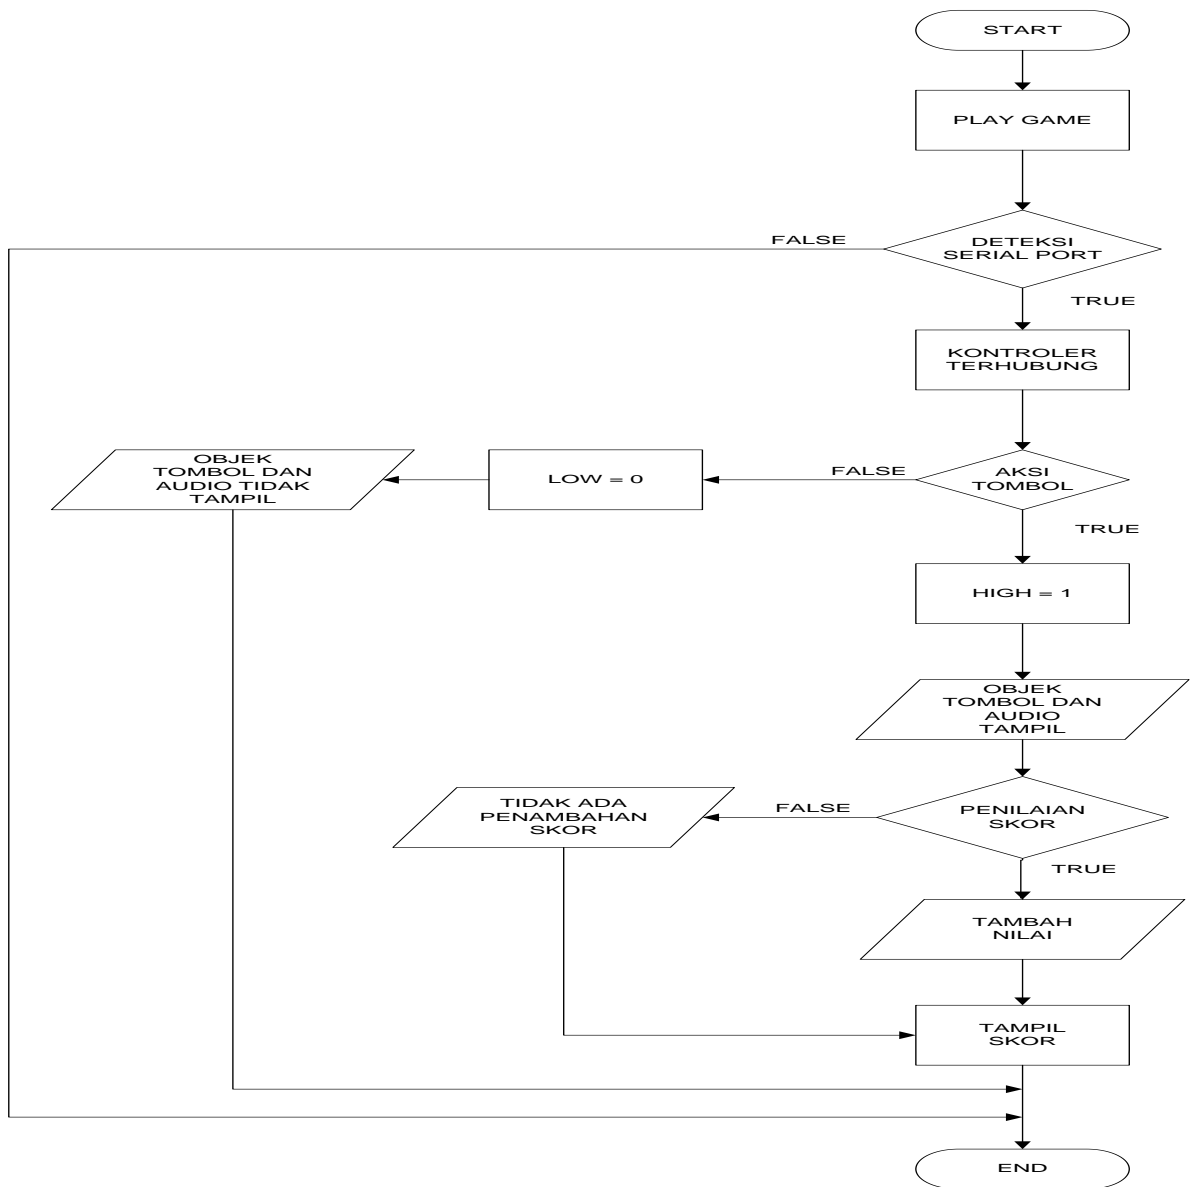 START
PLAY GAME
FALSE
DETEKSI
SERIAL PORT
TRUE
KONTROLER
TERHUBUNG
OBJEK
TOMBOL DAN
AUDIO TIDAK
TAMPIL
LOW = 0
FALSE
AKSI
TOMBOL
TRUE
HIGH = 1
OBJEK
TOMBOL DAN
AUDIO
TAMPIL
TIDAK ADA
PENAMBAHAN
SKOR
FALSE
PENILAIAN
SKOR
TRUE
TAMBAH
NILAI
TAMPIL
SKOR
END